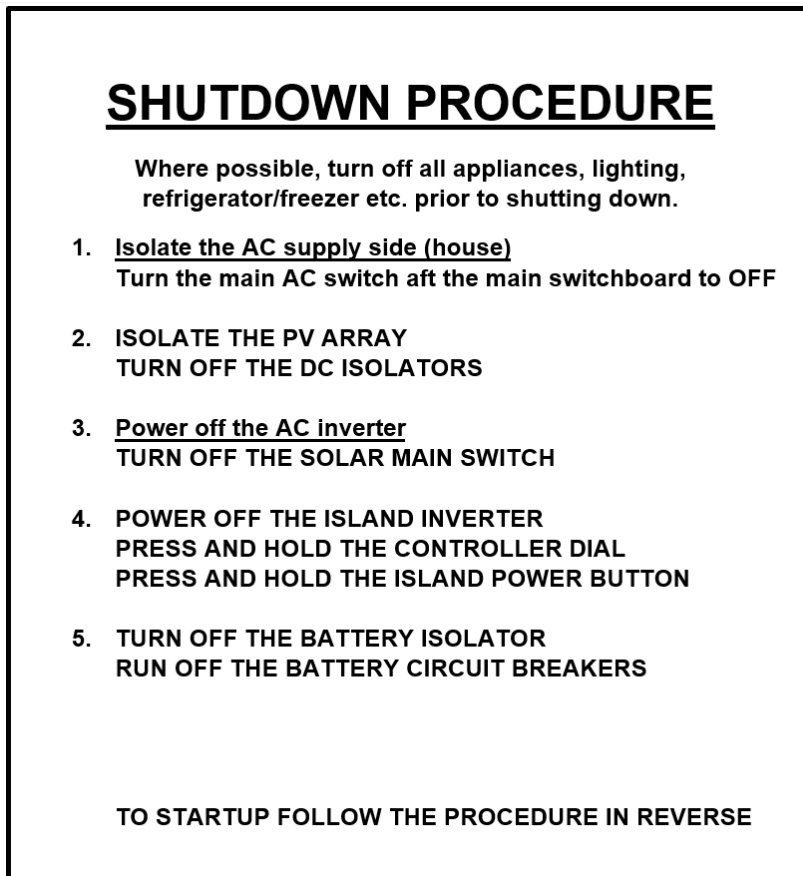 SHUTDOWN PROCEDURE
Where possible, turn off all appliances, lighting,
refrigerator/freezer etc. prior to shutting down.
1. Isolate the AC supply side (house)
Turn the main AC switch aft the main switchboard to OFF
2. ISOLATE THE PV ARRAY
TURN OFF THE DC ISOLATORS
3. Power off the AC inverter
TURN OFF THE SOLAR MAIN SWITCH
4. POWER OFF THE ISLAND INVERTER
PRESS AND HOLD THE CONTROLLER DIAL
PRESS AND HOLD THE ISLAND POWER BUTTON
5. TURN OFF THE BATTERY ISOLATOR
RUN OFF THE BATTERY CIRCUIT BREAKERS
TO STARTUP FOLLOW THE PROCEDURE IN REVERSE